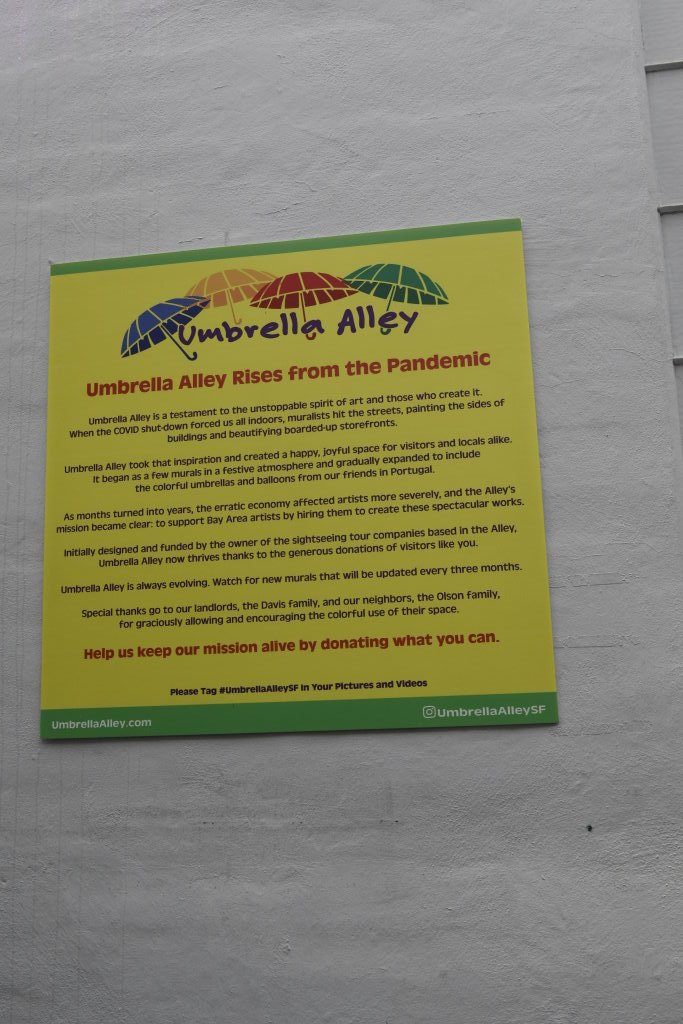 Umbrella Alley
Umbrella Alley Rises from the Pandemic
Umbrella Alley is a testament to the unstoppable spirit of art and those who create it.
When the COVID shut-down forced us all indoors, muralists hit the streets, painting the sides of
buildings and beautifying boarded-up storefronts.
Umbrella Alley took that inspiration and created a happy, joyful space for visitors and locals alike.
It began as a few murals in a festive atmosphere and gradually expanded to include
the colorful umbrellas and balloons from our friends in Portugal.
As months turned into years, the erratic economy affected artists more severely, and the Alley's
mission became clear: to support Bay Area artists by hiring them to create these spectacular works.
Initially designed and funded by the owner of the sightseeing tour companies based in the Alley,
Umbrella Alley now thrives thanks to the generous donations of visitors like you.
Umbrella Alley is always evolving. Watch for new murals that will be updated every three months.
Special thanks go to our landlords, the Davis family, and our neighbors, the Olson family,
for graciously allowing and encouraging the colorful use of their space.
Help us keep our mission alive by donating what you can.
Please Tag #UmbrellaAlleySF In Your Pictures and Videos
UmbrellaAlley.com
UmbrellaAlleySF